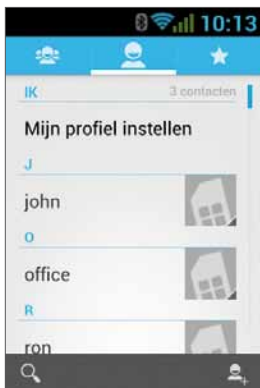 10:13
IK 3 contacten
Mijn profiel instellen
J
john
O
office
R
ron